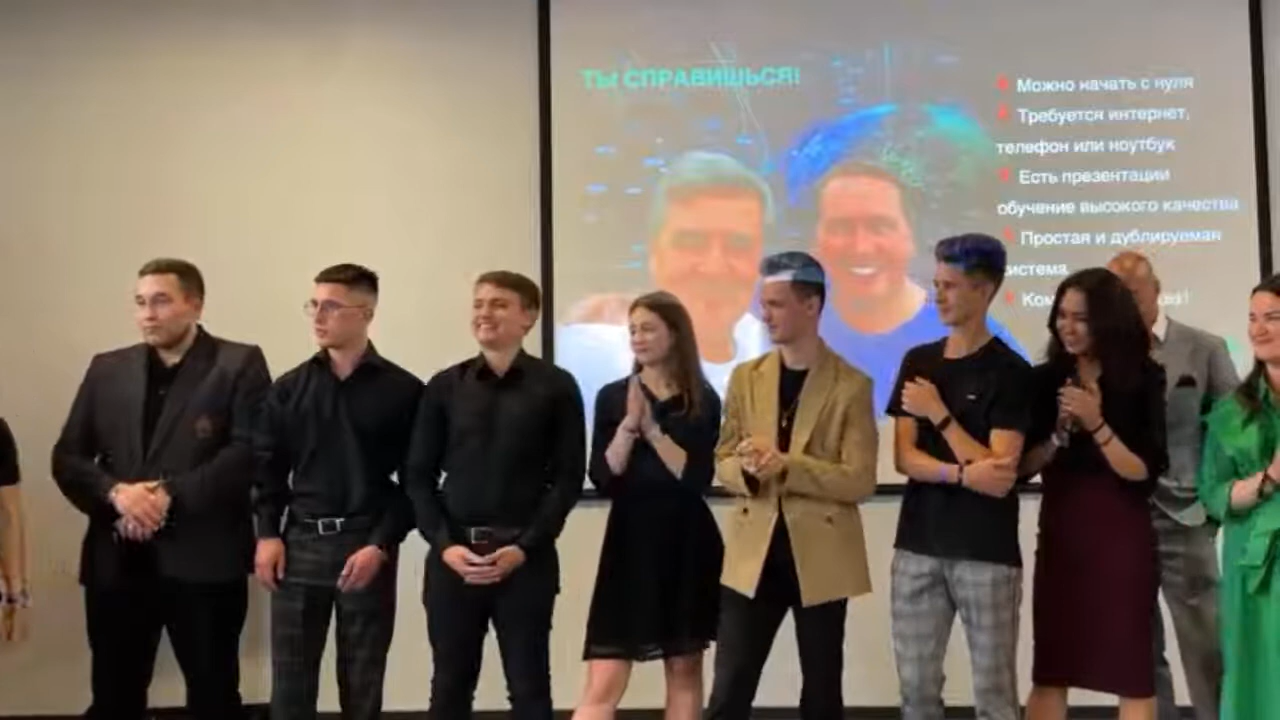 ТЫ СПРАВИШЬСЯ!
Можно начать с нуля
Требуется интернет,
телефон или ноутбук
Есть презентации
обучение высокого качества
Простая и дублируемая
система